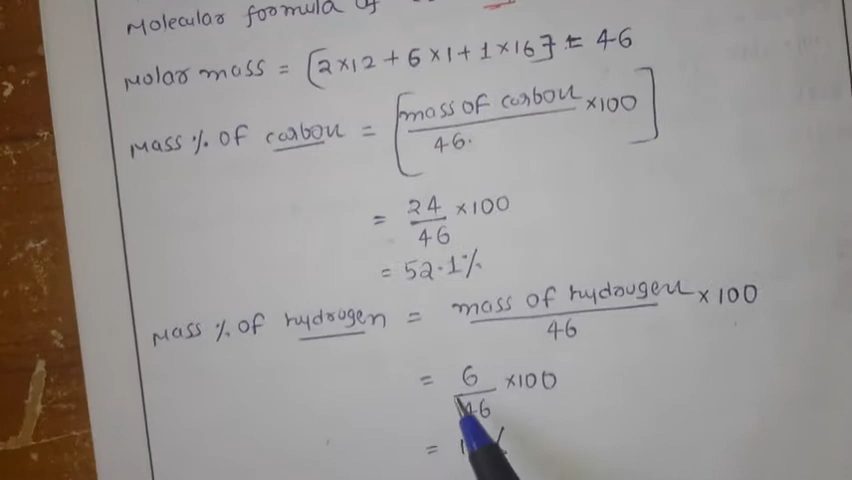 Molecular formula of
Molar mass = [2×12 + 6×1 + 1×16] = 46
Mass % of carbon = [mass of carbon / 46. ×100]
= 24/46 ×100
= 52.1%
Mass % of hydrogen = mass of hydrogen / 46 × 100
= 6/46 ×100
=